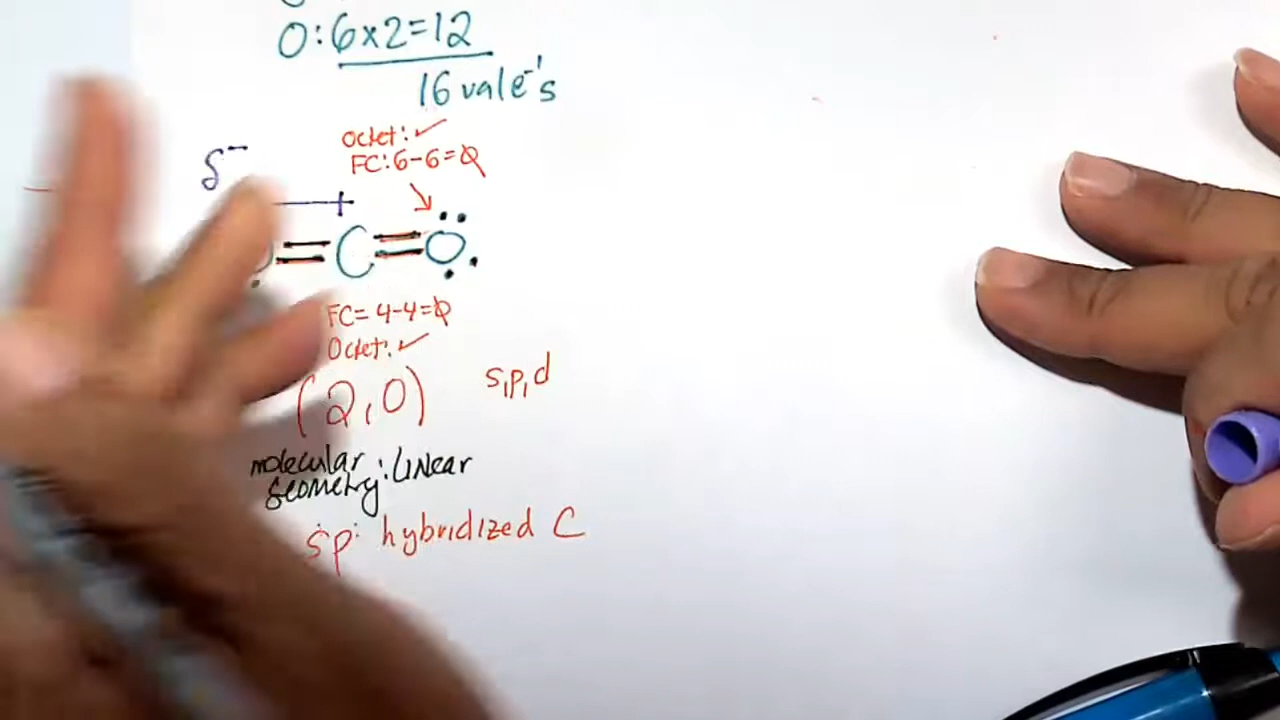 O:6x2=12
16 vale⁻'s
Octet:✓
FC:6-6=0
δ⁻
=C=O
FC= 4-4=0
Octet:✓
(2,0) s,p,d
molecular
geometry:linear
sp: hybridized C